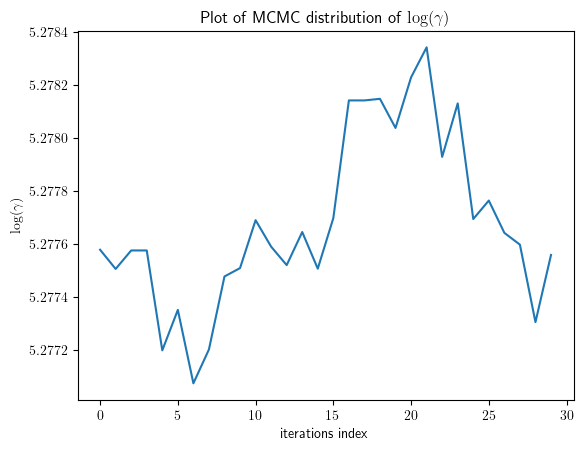 Plot of MCMC distribution of log(γ)
5.2784
5.2782
5.2780
5.2778
5.2776
5.2774
5.2772
log(γ)
0 5 10 15 20 25 30
iterations index